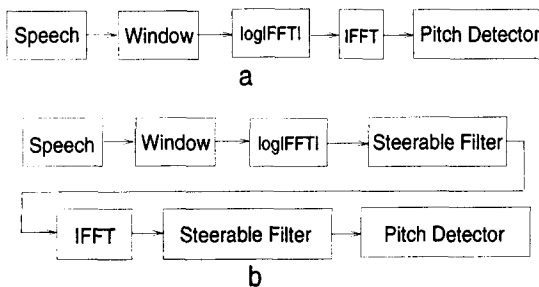 Speech Window log|FFT| IFFT Pitch Detector
a
Speech Window log|FFT| Steerable Filter
IFFT Steerable Filter Pitch Detector
b